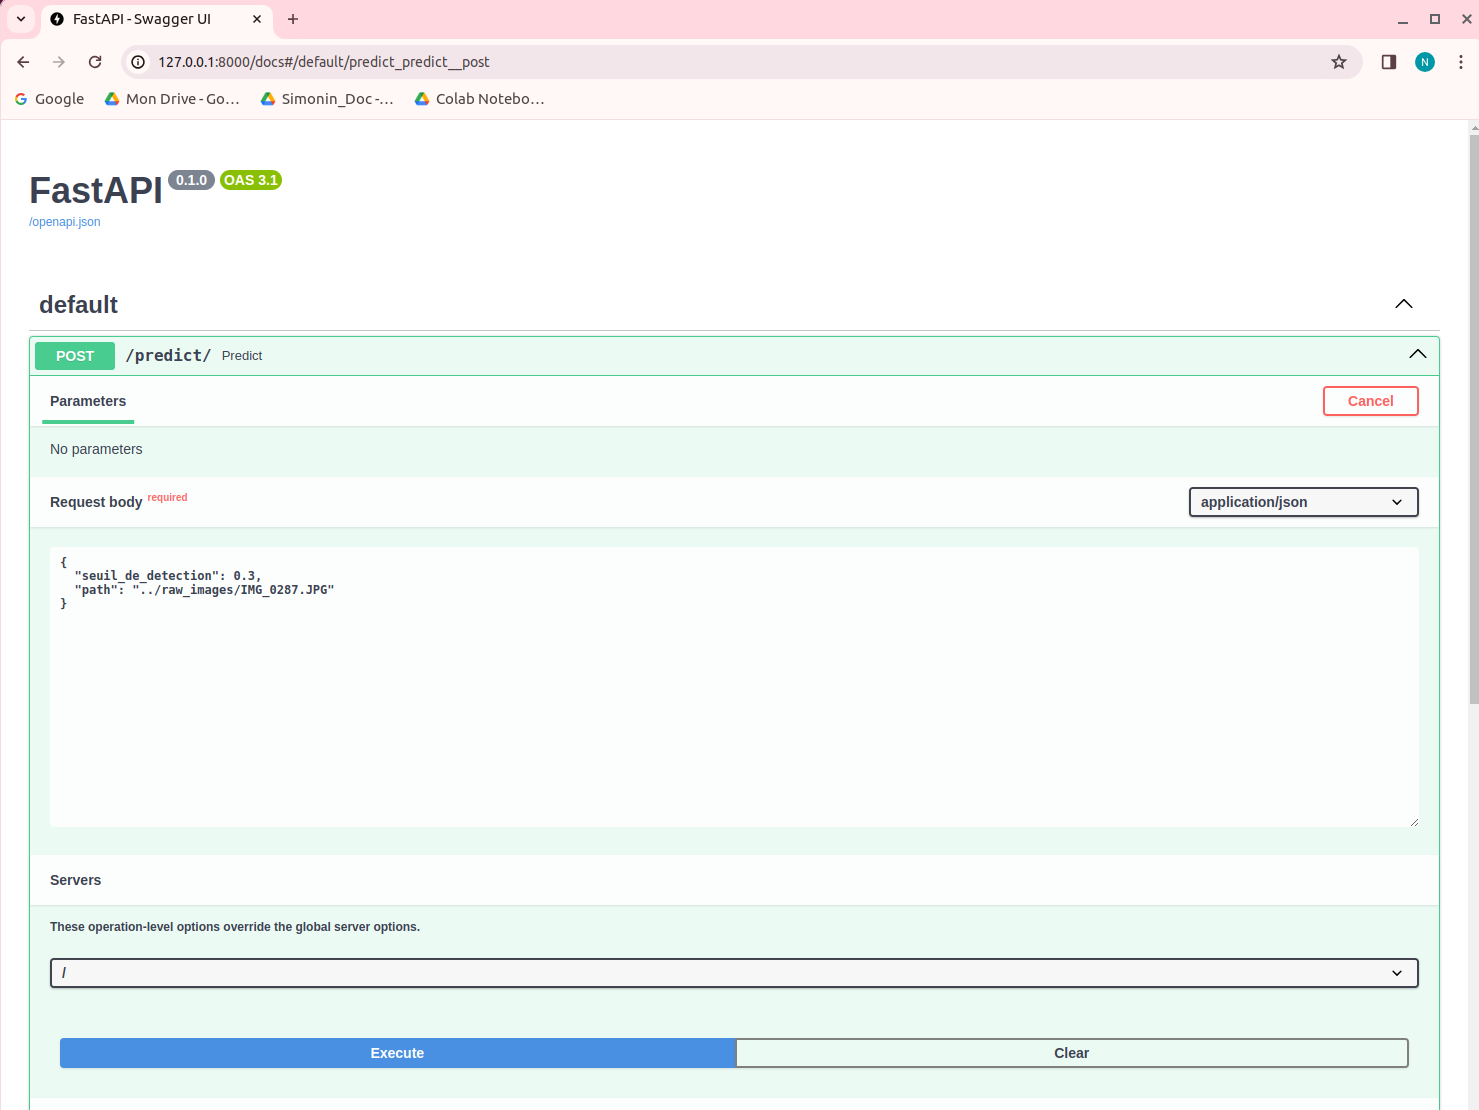 FastAPI - Swagger UI
127.0.0.1:8000/docs#/default/predict_predict__post
N
Google
Mon Drive - Go...
Simonin_Doc -...
Colab Notebo...
FastAPI 0.1.0 OAS 3.1
/openapi.json
default
POST /predict/ Predict
Parameters
Cancel
No parameters
Request body required
application/json
{
"seuil_de_detection": 0.3,
"path": "../raw_images/IMG_0287.JPG"
}
Servers
These operation-level options override the global server options.
/
Execute
Clear